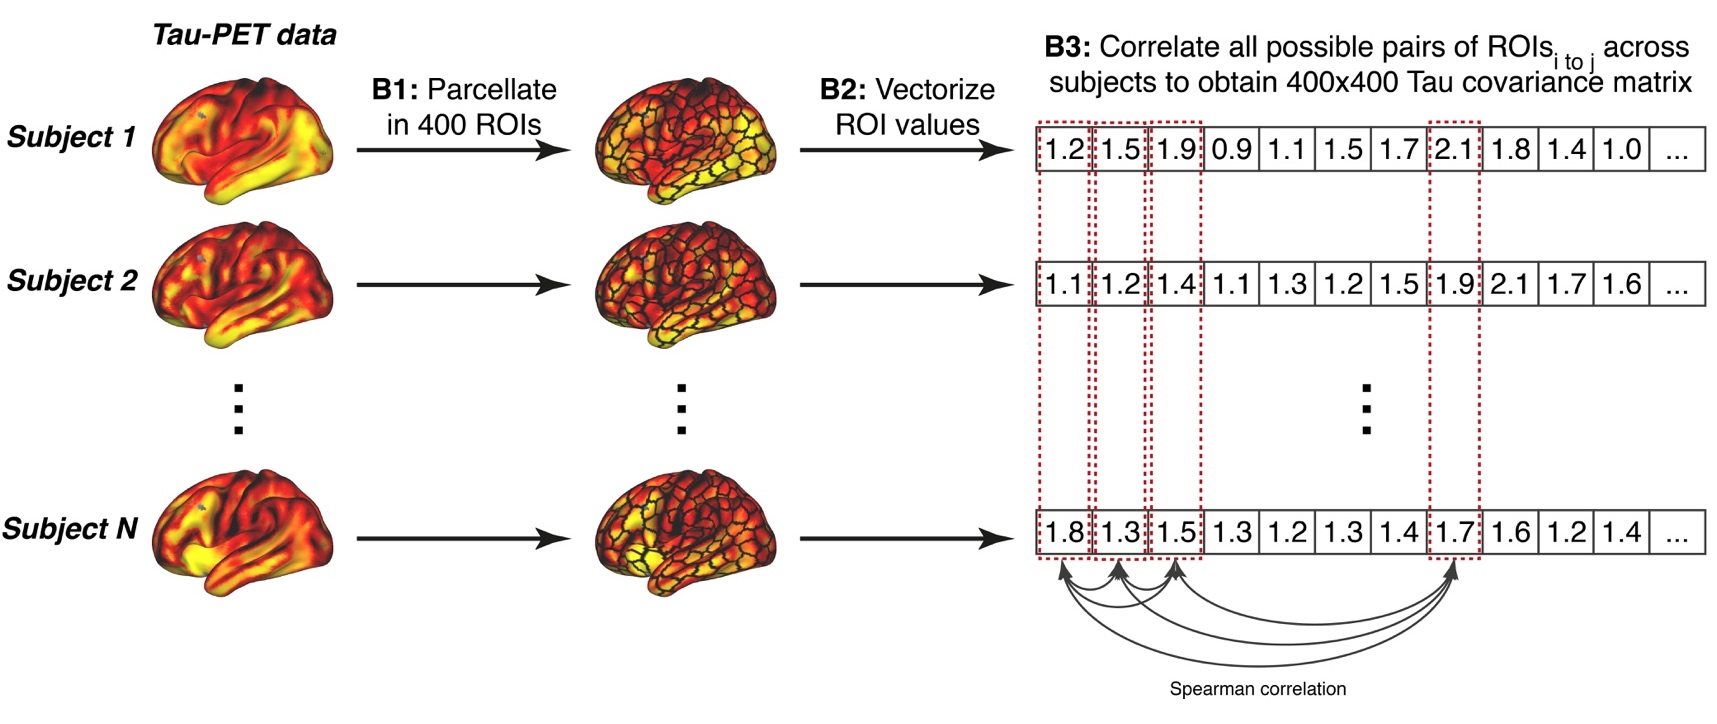 Tau-PET data
B1: Parcellate
in 400 ROIs
B2: Vectorize
ROI values
B3: Correlate all possible pairs of ROIsi to j across
subjects to obtain 400x400 Tau covariance matrix
Subject 1
1.2 1.5 1.9 0.9 1.1 1.5 1.7 2.1 1.8 1.4 1.0 ...
Subject 2
1.1 1.2 1.4 1.1 1.3 1.2 1.5 1.9 2.1 1.7 1.6 ...
Subject N
1.8 1.3 1.5 1.3 1.2 1.3 1.4 1.7 1.6 1.2 1.4 ...
Spearman correlation